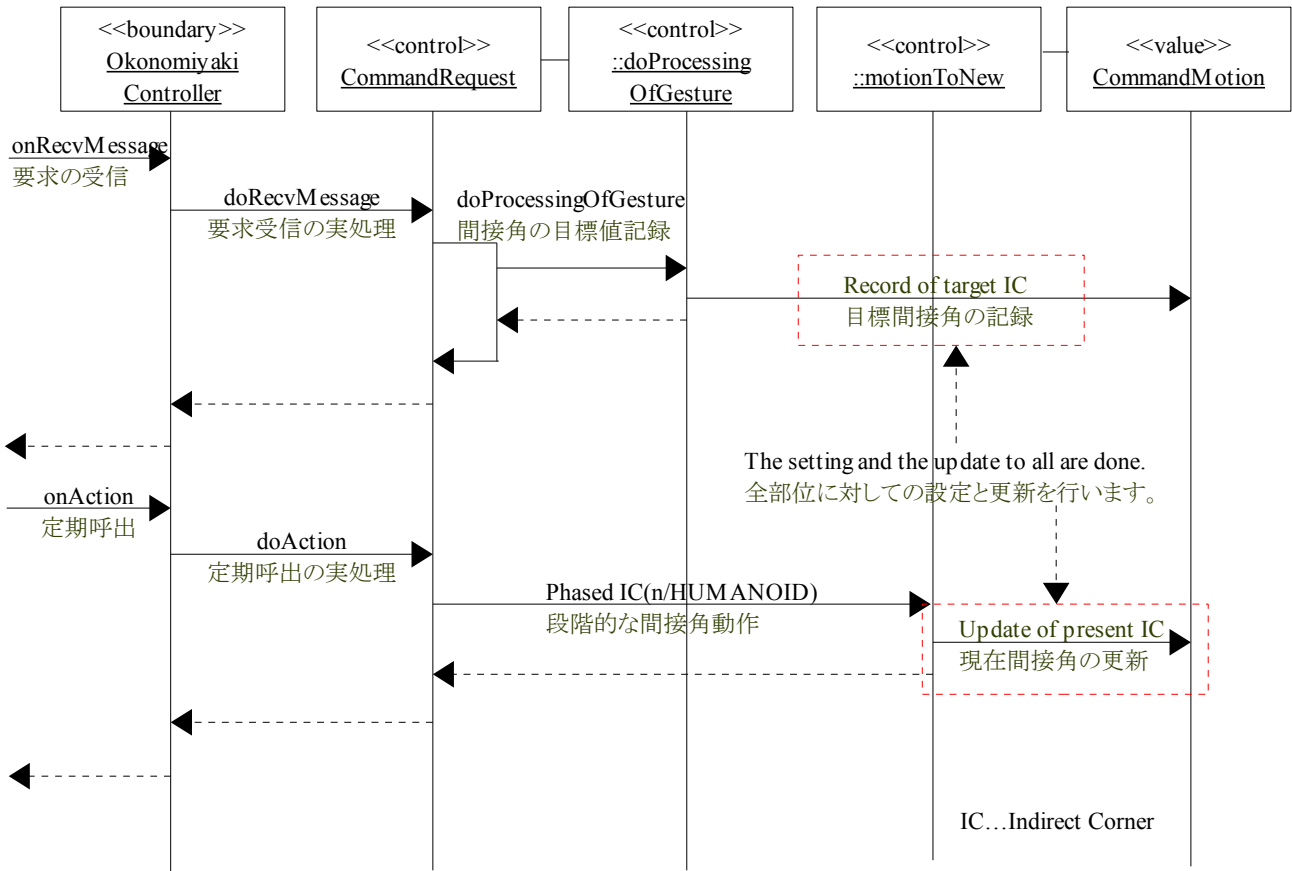 <<boundary>>
Okonomiyaki
Controller
<<control>>
CommandRequest
<<control>>
::doProcessing
OfGesture
<<control>>
::motionToNew
<<value>>
CommandMotion
onRecvMessage
要求の受信
doRecvMessage
要求受信の実処理
doProcessingOfGesture
間接角の目標値記録
Record of target IC
目標間接角の記録
The setting and the update to all are done.
全部位に対しての設定と更新を行います。
onAction
定期呼出
doAction
定期呼出の実処理
Phased IC(n/HUMANOID)
段階的な間接角動作
Update of present IC
現在間接角の更新
IC…Indirect Corner